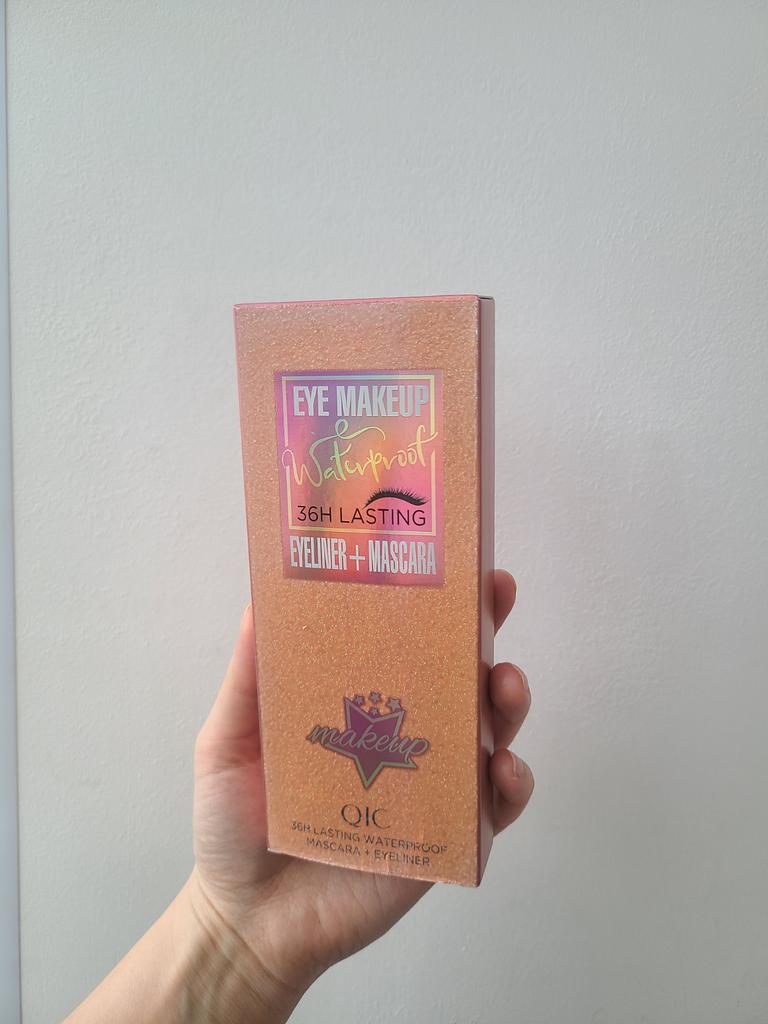 EYE MAKEUP
Waterproof
36H LASTING
EYELINER + MASCARA
makeup
QIC
36H LASTING WATERPROOF
MASCARA + EYELINER